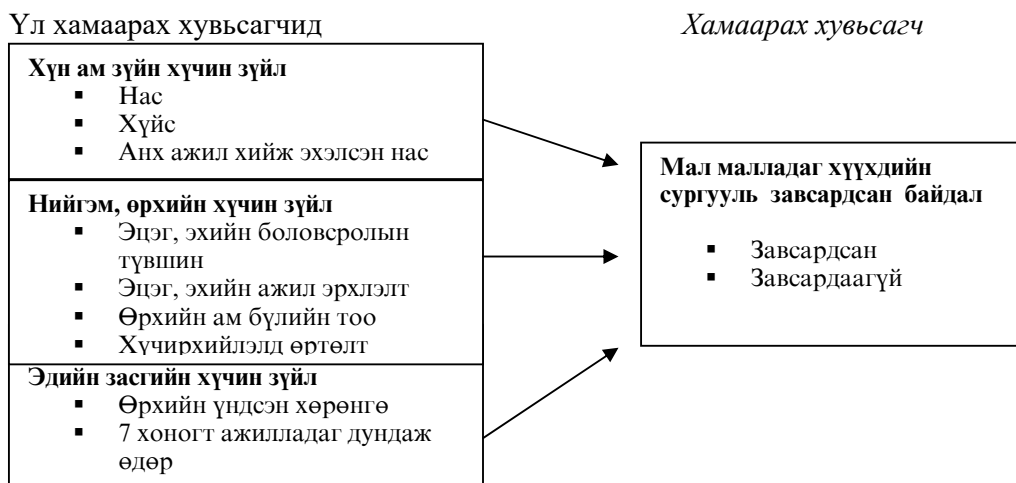 Үл хамаарах хувьсагчид
Хамаарах хувьсагч
Хүн ам зүйн хүчин зүйл
▪ Нас
▪ Хүйс
▪ Анх ажил хийж эхэлсэн нас
Нийгэм, өрхийн хүчин зүйл
▪ Эцэг, эхийн боловсролын
түвшин
▪ Эцэг, эхийн ажил эрхлэлт
▪ Өрхийн ам бүлийн тоо
▪ Хүчирхийлэлд өртөлт
Эдийн засгийн хүчин зүйл
▪ Өрхийн үндсэн хөрөнгө
▪ 7 хоногт ажилладаг дундаж
өдөр
Мал малладаг хүүхдийн
сургууль завсардсан байдал
▪ Завсардсан
▪ Завсардаагүй